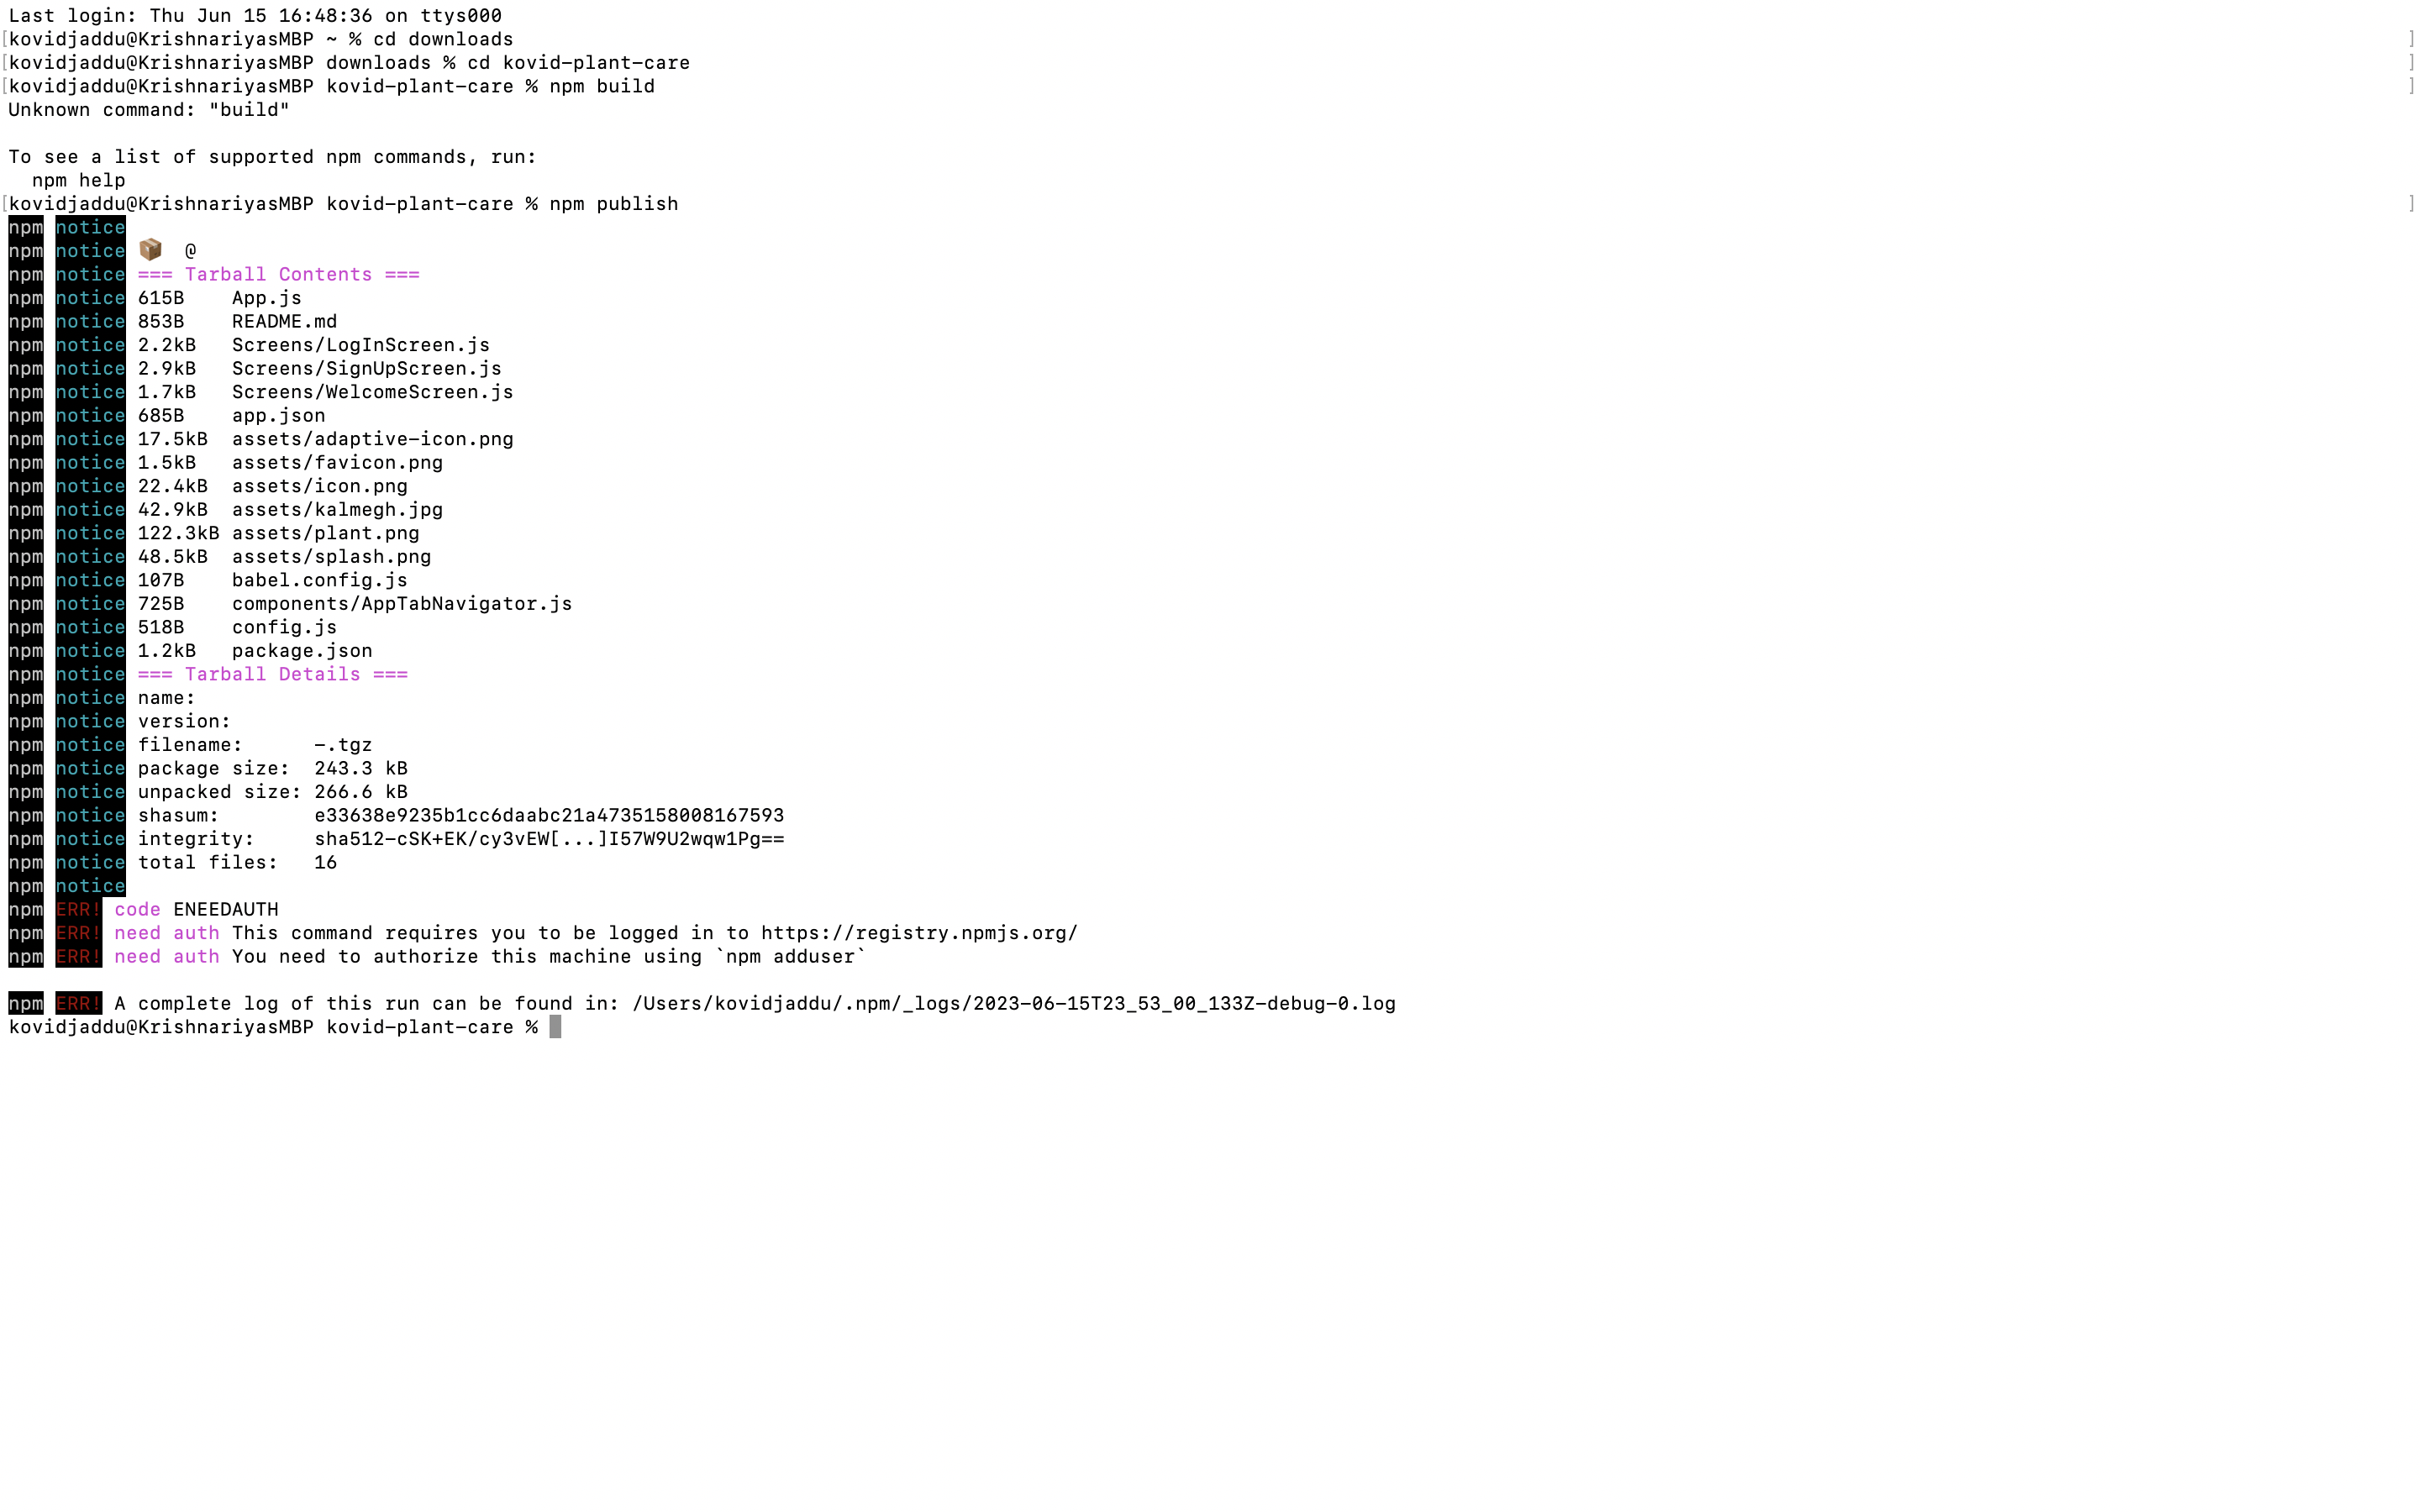 Last login: Thu Jun 15 16:48:36 on ttys000
[kovidjaddu@KrishnariyasMBP ~ % cd downloads ]
[kovidjaddu@KrishnariyasMBP downloads % cd kovid-plant-care ]
[kovidjaddu@KrishnariyasMBP kovid-plant-care % npm build ]
Unknown command: "build"
To see a list of supported npm commands, run:
npm help
[kovidjaddu@KrishnariyasMBP kovid-plant-care % npm publish ]
npm notice
npm notice 📦 @
npm notice === Tarball Contents ===
npm notice 615B App.js
npm notice 853B README.md
npm notice 2.2kB Screens/LogInScreen.js
npm notice 2.9kB Screens/SignUpScreen.js
npm notice 1.7kB Screens/WelcomeScreen.js
npm notice 685B app.json
npm notice 17.5kB assets/adaptive-icon.png
npm notice 1.5kB assets/favicon.png
npm notice 22.4kB assets/icon.png
npm notice 42.9kB assets/kalmegh.jpg
npm notice 122.3kB assets/plant.png
npm notice 48.5kB assets/splash.png
npm notice 107B babel.config.js
npm notice 725B components/AppTabNavigator.js
npm notice 518B config.js
npm notice 1.2kB package.json
npm notice === Tarball Details ===
npm notice name:
npm notice version:
npm notice filename: -.tgz
npm notice package size: 243.3 kB
npm notice unpacked size: 266.6 kB
npm notice shasum: e33638e9235b1cc6daabc21a4735158008167593
npm notice integrity: sha512-cSK+EK/cy3vEW[...]I57W9U2wqw1Pg==
npm notice total files: 16
npm notice
npm ERR! code ENEEDAUTH
npm ERR! need auth This command requires you to be logged in to https://registry.npmjs.org/
npm ERR! need auth You need to authorize this machine using `npm adduser`
npm ERR! A complete log of this run can be found in: /Users/kovidjaddu/.npm/_logs/2023-06-15T23_53_00_133Z-debug-0.log
kovidjaddu@KrishnariyasMBP kovid-plant-care %